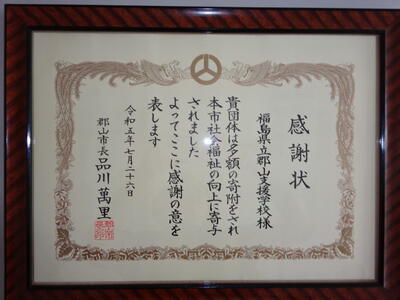 感謝状
福島県立郡山支援学校様
貴団体は多額の寄附をされ
本市社会福祉の向上に寄与
されました
よってここに感謝の意を
表します
令和五年七月二十六日
郡山市長 品川萬里